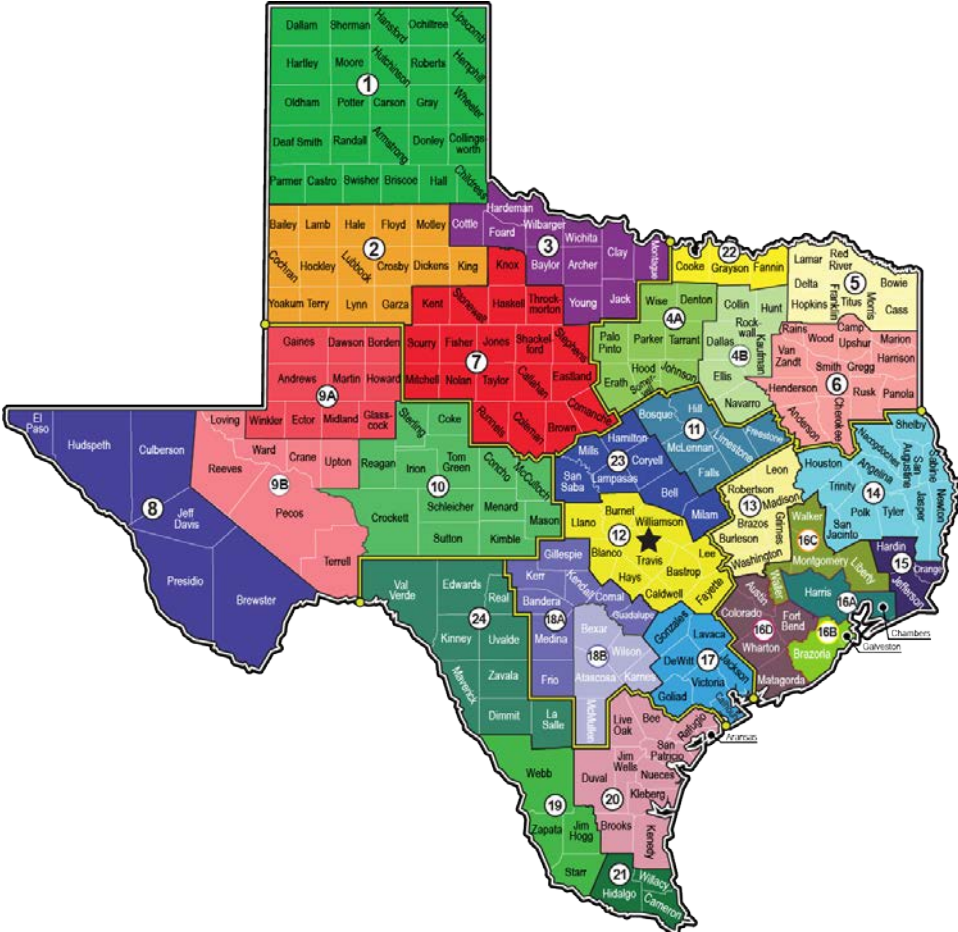 Dallam Sherman Hansford Ochiltree Lipscomb
Hartley Moore Hutchinson Roberts Hemphill
1
Oldham Potter Carson Gray Wheeler
Deaf Smith Randall Armstrong Donley Collings
worth
Parmer Castro Swisher Briscoe Hall Childress
Bailey Lamb Hale Floyd Motley
2
Cochran Hockley Lubbock Crosby Dickens King
Yoakum Terry Lynn Garza
Cottle Hardeman
Foard Wilbarger
Wichita
Clay
Montague
3
Baylor Archer
Young Jack
22
Cooke Grayson Fannin
Lamar Red
River
Bowie
5
Delta
Hopkins Franklin Titus Morris Cass
Wise Denton
4A
Palo
Pinto
Parker Tarrant
Hood
Erath Somer-
vell
Johnson
Collin Hunt
Rock-
wall
Dallas Kaufman
4B
Ellis
Navarro
Rains Wood Camp
Upshur Marion
Van
Zandt
Smith Gregg Harrison
6
Henderson Rusk Panola
Anderson Cherokee
Knox
Kent Stonewall Haskell Throck-
morton
Scurry Fisher Jones Shackel-
ford
Stephens
7
Mitchell Nolan Taylor Callahan Eastland
Runnels Coleman Brown Comanche
Gaines Dawson Borden
Andrews Martin Howard
9A
Loving Winkler Ector Midland Glass-
cock
El
Paso
Hudspeth
Culberson
8
Jeff
Davis
Presidio
Brewster
Reeves
Ward
Crane
Upton
9B
Pecos
Terrell
Sterling Coke
Reagan Irion Tom
Green
Concho McCulloch
10
Crockett Schleicher Menard Mason
Sutton Kimble
Bosque Hill
11
McLennan Limestone Freestone
Falls
Hamilton
Mills
23
Coryell
San
Saba
Lampasas
Bell
Milam
Burnet
Llano Williamson
12
Blanco Travis Lee
Hays Bastrop
Caldwell Fayette
Leon
Robertson
13
Madison
Brazos
Burleson Grimes
Washington
Shelby
Nacogdoches
Houston Angelina San
Augustine
Sabine
Trinity
14
Polk Tyler Jasper Newton
San
Jacinto
Walker
16C
Montgomery Liberty
Hardin
15
Orange
Jefferson
Waller
Harris
16A
Chambers
Galveston
Austin
Colorado
Fort
Bend
16D
Wharton
Matagorda
16B
Brazoria
Gonzales Lavaca
DeWitt
17
Jackson
Victoria
Goliad Calhoun
Gillespie
Kerr Kendall
Comal
Bandera
Guadalupe
18A
Medina
Frio
Bexar
Wilson
18B
Atascosa Karnes
McMullen
Val
Verde
Edwards
Real
24
Kinney Uvalde
Maverick
Zavala
Dimmit
La
Salle
Live
Oak
Bee
Refugio
Aransas
San
Patricio
Jim
Wells
Duval Nueces
20
Kleberg
Brooks Kenedy
Webb
19
Zapata Jim
Hogg
Starr
21
Hidalgo Willacy
Cameron